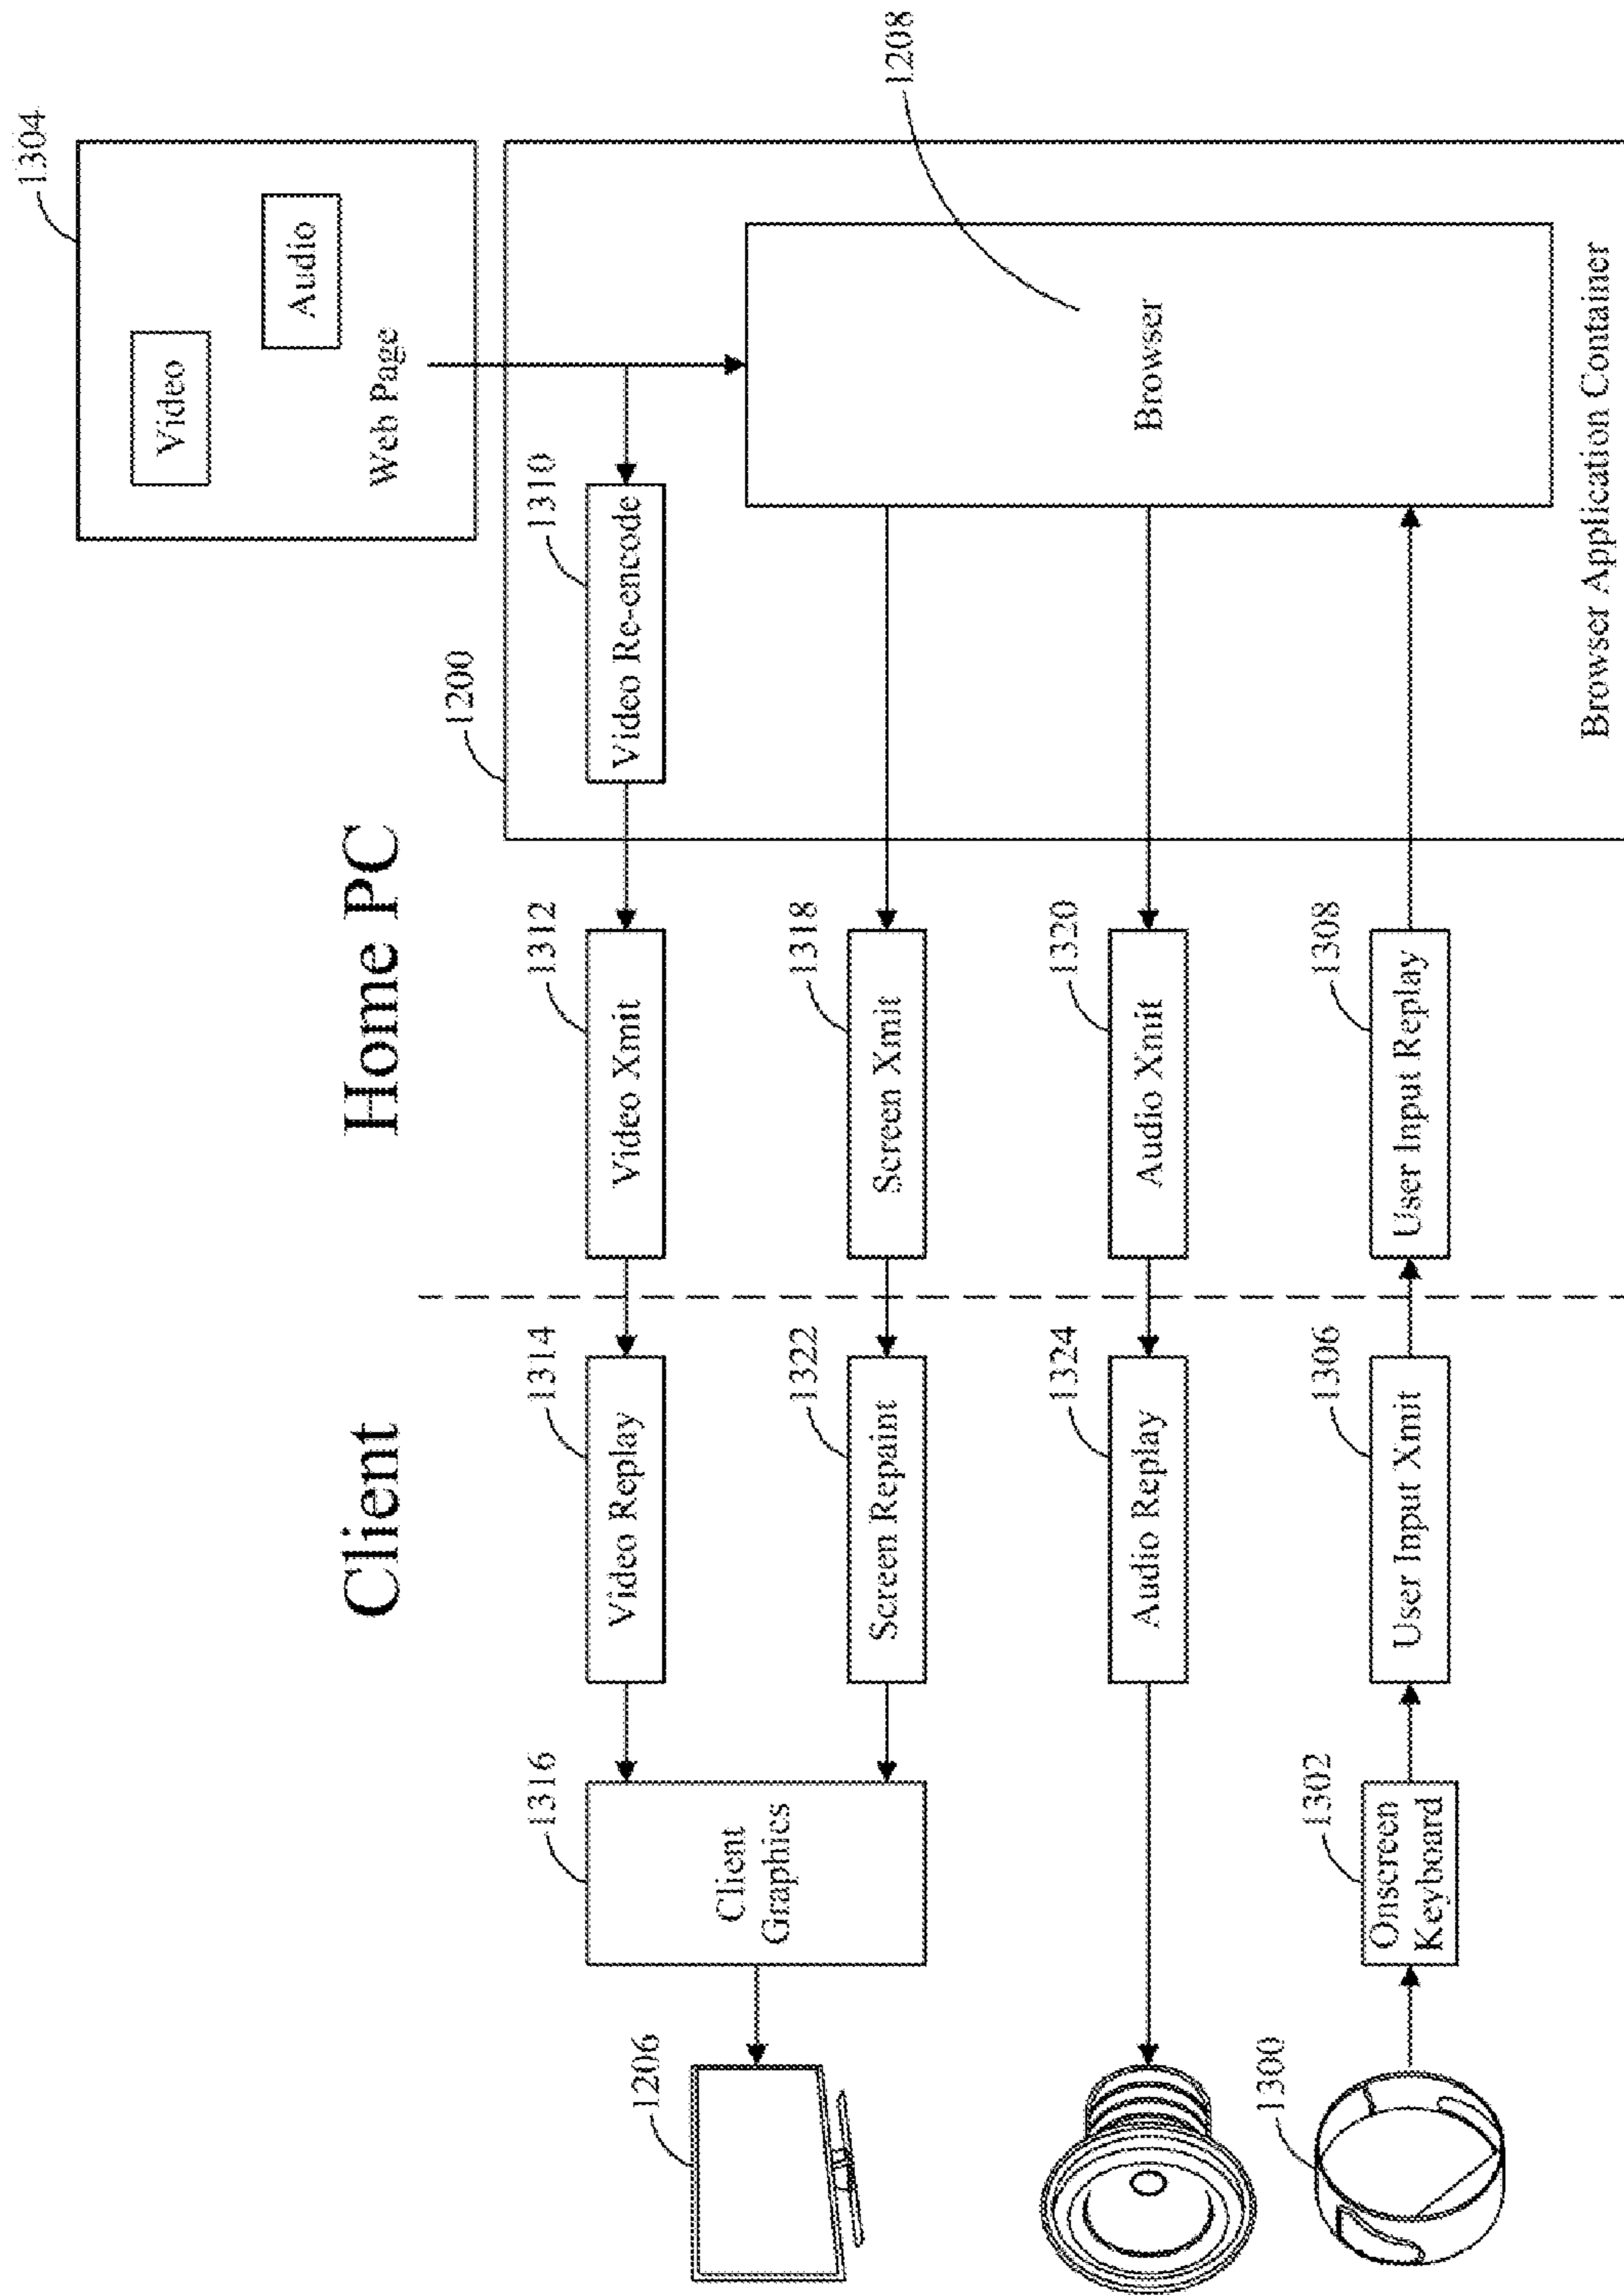 Client
Home PC
1304
Video
Audio
Web Page
1200
1206
1316
Client
Graphics
1314
Video Replay
1312
Video Xmit
1310
Video Re-encode
1322
Screen Repaint
1318
Screen Xmit
1208
Browser
1324
Audio Replay
1320
Audio Xmit
1300
1302
Onscreen
Keyboard
1306
User Input Xmit
1308
User Input Replay
Browser Application Container